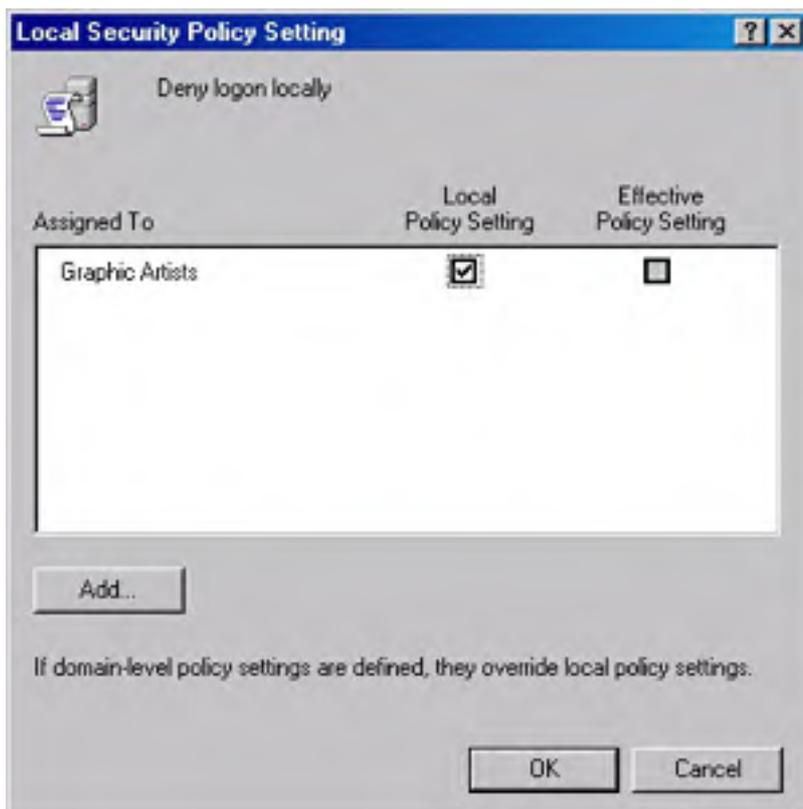 Local Security Policy Setting
Deny logon locally
Assigned To
Local
Policy Setting
Effective
Policy Setting
Graphic Artists
Add...
If domain-level policy settings are defined, they override local policy settings.
OK
Cancel